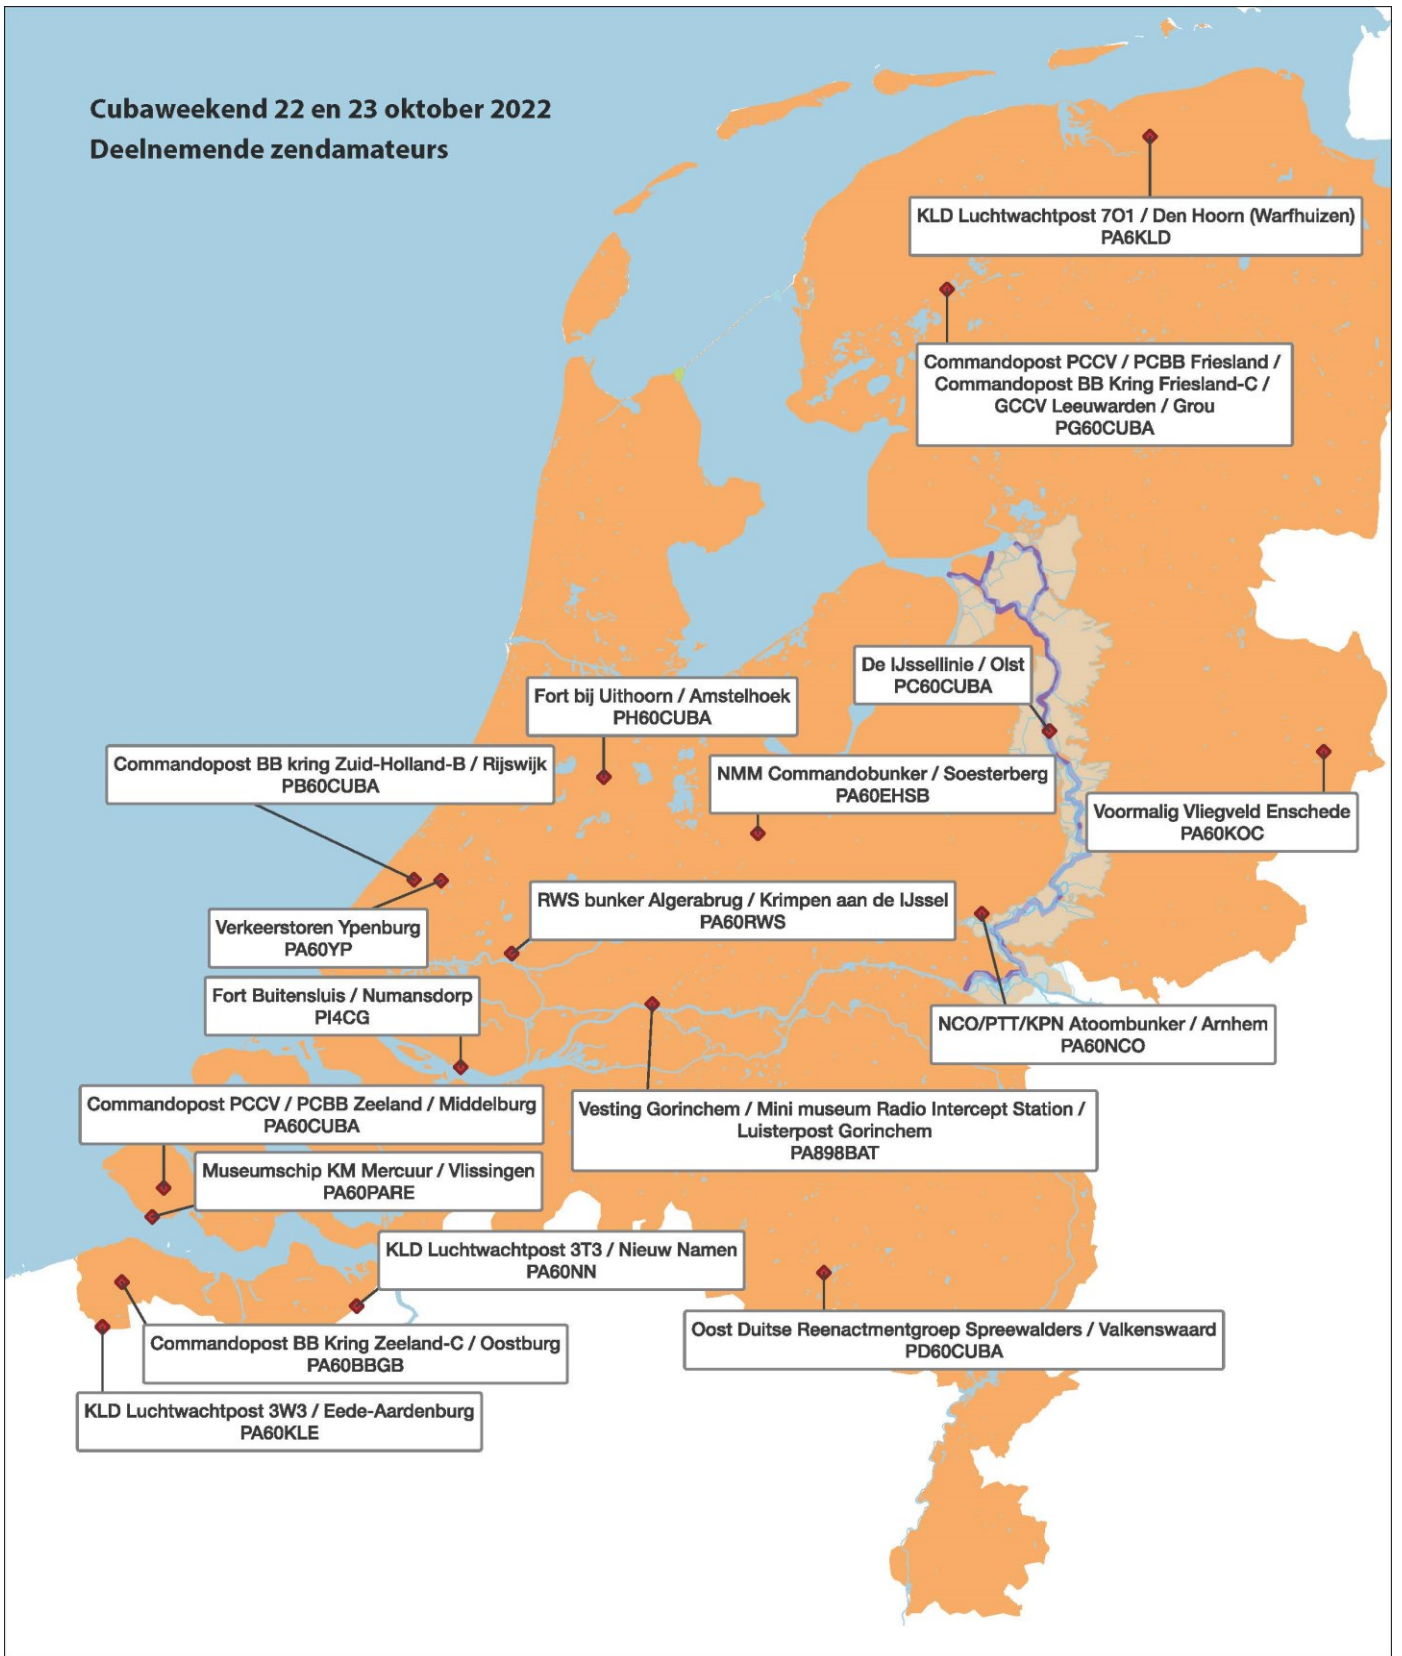 Cubaweekend 22 en 23 oktober 2022
Deelnemende zendamateurs
KLD Luchtwachtpost 7O1 / Den Hoorn (Warfhuizen)
PA6KLD
Commandopost PCCV / PCBB Friesland /
Commandopost BB Kring Friesland-C /
GCCV Leeuwarden / Grou
PG60CUBA
De IJssellinie / Olst
PC60CUBA
Fort bij Uithoorn / Amstelhoek
PH60CUBA
Commandopost BB kring Zuid-Holland-B / Rijswijk
PB60CUBA
NMM Commandobunker / Soesterberg
PA60EHSB
Voormalig Vliegveld Enschede
PA60KOC
RWS bunker Algerabrug / Krimpen aan de IJssel
PA60RWS
Verkeerstoren Ypenburg
PA60YP
Fort Buitensluis / Numansdorp
PI4CG
NCO/PTT/KPN Atoombunker / Arnhem
PA60NCO
Commandopost PCCV / PCBB Zeeland / Middelburg
PA60CUBA
Vesting Gorinchem / Mini museum Radio Intercept Station /
Luisterpost Gorinchem
PA898BAT
Museumschip KM Mercuur / Vlissingen
PA60PARE
KLD Luchtwachtpost 3T3 / Nieuw Namen
PA60NN
Oost Duitse Reenactmentgroep Spreewalders / Valkenswaard
PD60CUBA
Commandopost BB Kring Zeeland-C / Oostburg
PA60BBGB
KLD Luchtwachtpost 3W3 / Eede-Aardenburg
PA60KLE